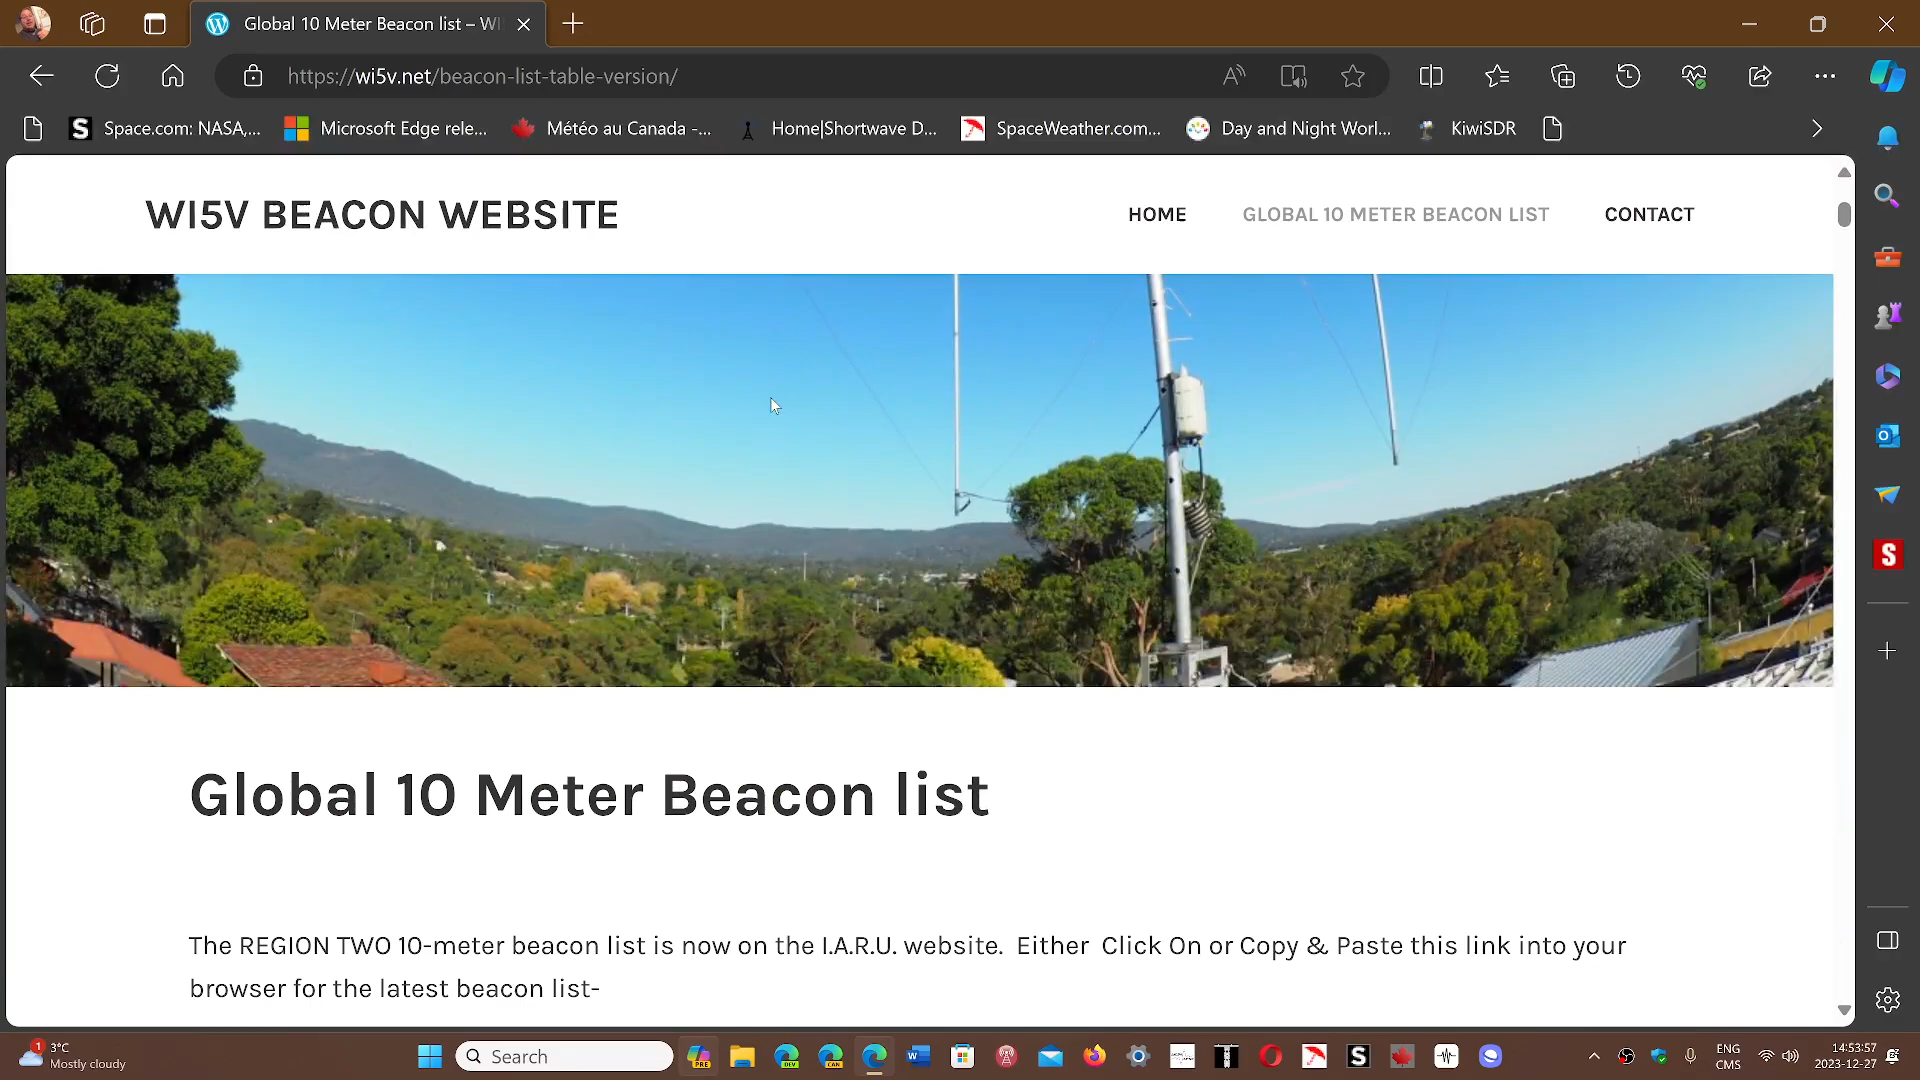 Global 10 Meter Beacon list – WI
https://wi5v.net/beacon-list-table-version/
Space.com: NASA,...
Microsoft Edge rele...
Météo au Canada -...
Home|Shortwave D...
SpaceWeather.com...
Day and Night Worl...
KiwiSDR
WI5V BEACON WEBSITE
HOME
GLOBAL 10 METER BEACON LIST
CONTACT
Global 10 Meter Beacon list
The REGION TWO 10-meter beacon list is now on the I.A.R.U. website. Either Click On or Copy & Paste this link into your
browser for the latest beacon list-
1
3°C
Mostly cloudy
Search
PRE
DEV
CAN
ENG
CMS
14:53:57
2023-12-27